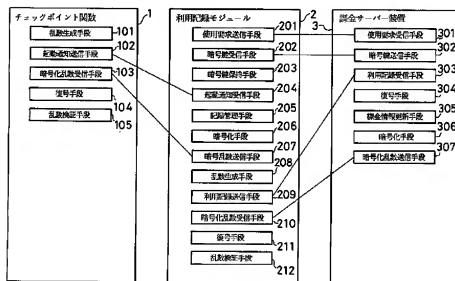 チェックポイント関数
1
乱数生成手段
101
起動通知送信手段
102
暗号化乱数受信手段
103
復号手段
104
乱数検証手段
105
利用記録モジュール
2
使用要求送信手段
201
暗号鍵受信手段
202
暗号鍵保持手段
203
起動通知受信手段
204
記録管理手段
205
暗号化手段
206
暗号乱数送信手段
207
乱数生成手段
208
利用記録送信手段
209
暗号化乱数受信手段
210
復号手段
211
乱数検証手段
212
課金サーバー装置
3
使用要求受信手段
301
暗号鍵送信手段
302
利用記録受信手段
303
復号手段
304
課金情報更新手段
305
暗号化手段
306
暗号化乱数送信手段
307